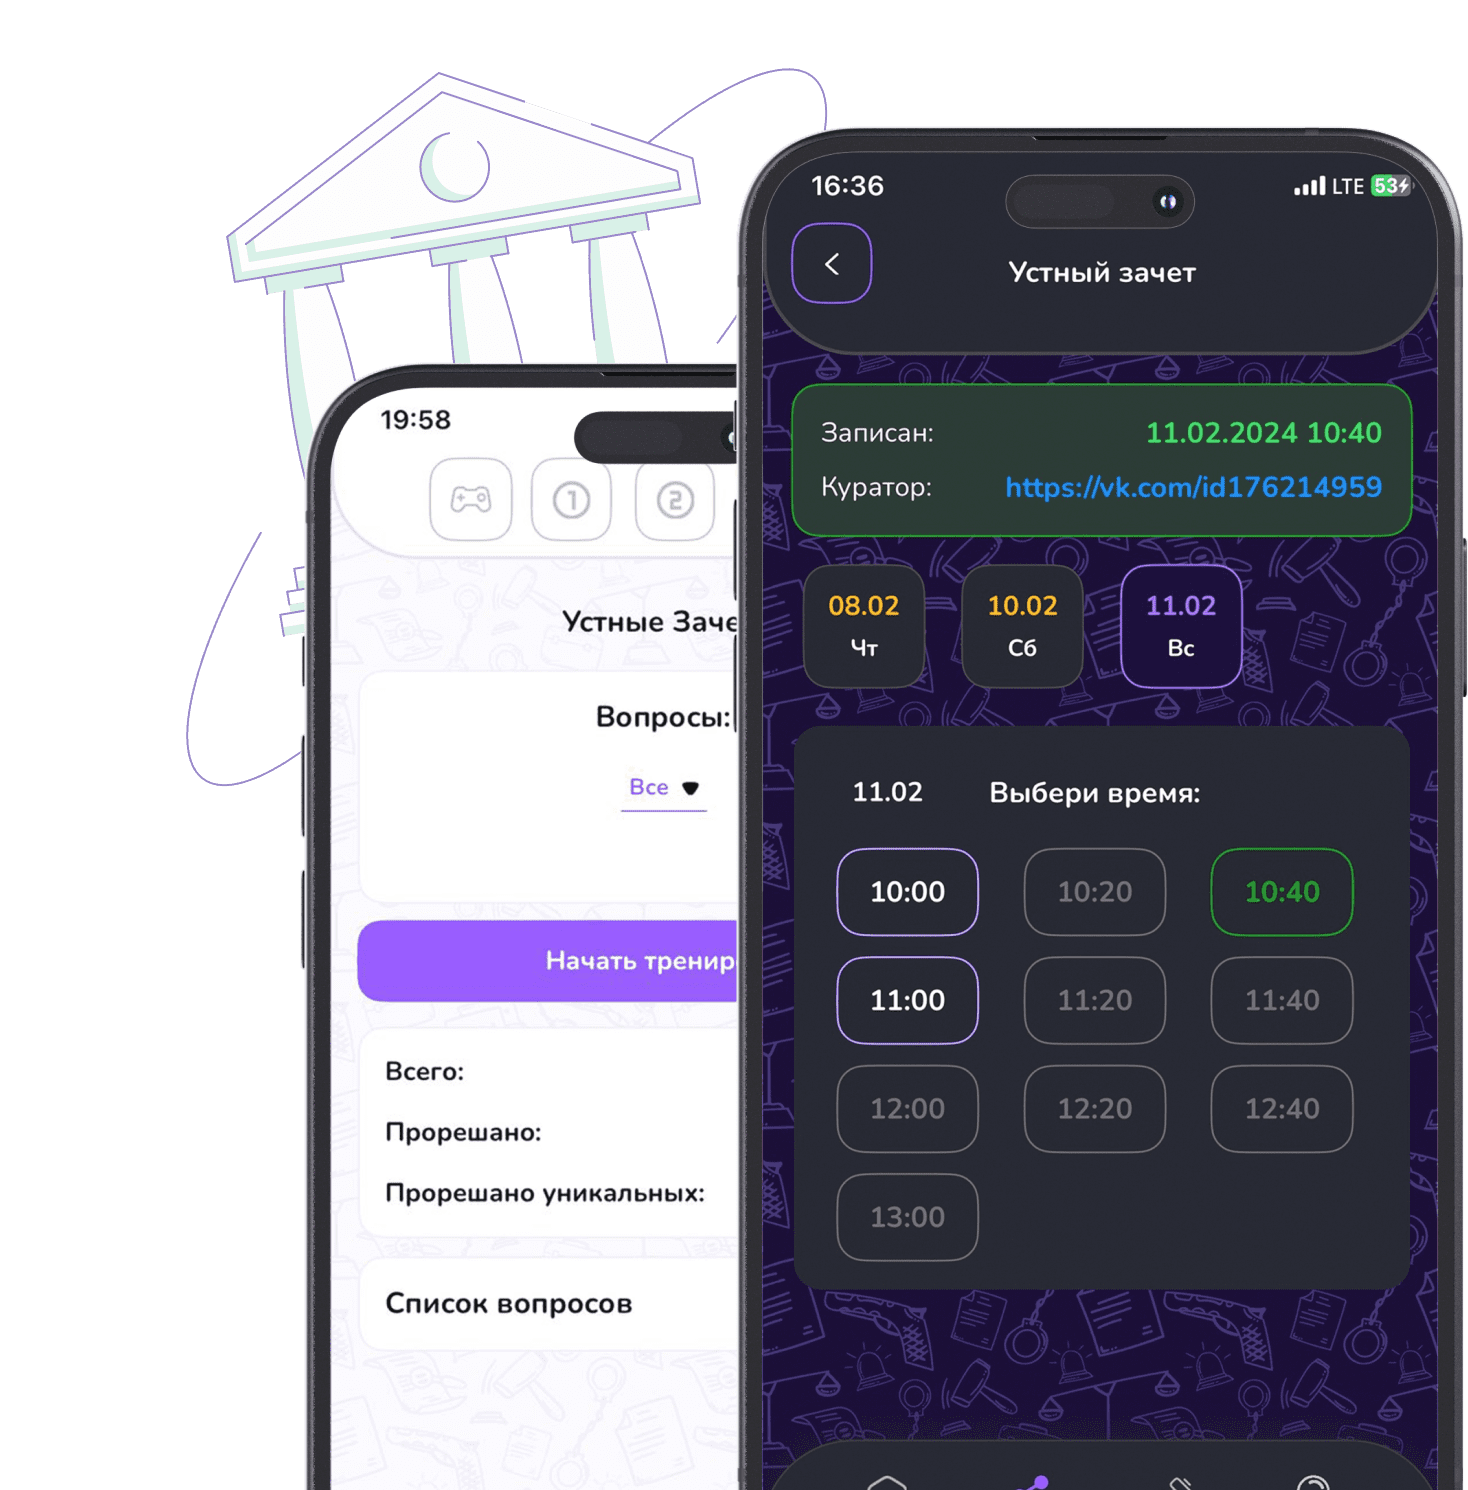 19:58
Устные Заче
Вопросы:
Все
Начать тренир
Всего:
Прорешано:
Прорешано уникальных:
Список вопросов
16:36
LTE 53
Устный зачет
Записан: 11.02.2024 10:40
Куратор: https://vk.com/id176214959
08.02 10.02 11.02
Чт Сб Вс
11.02 Выбери время:
10:00 10:20 10:40
11:00 11:20 11:40
12:00 12:20 12:40
13:00